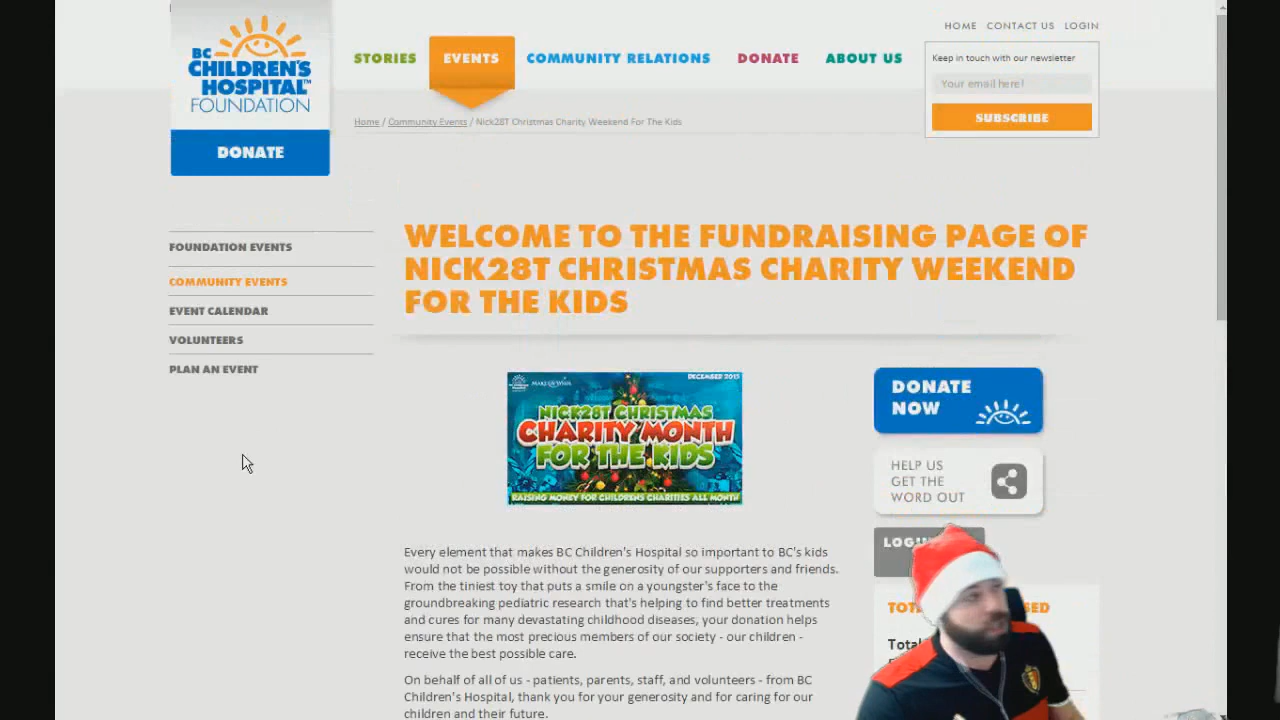 BC
CHILDREN'S
HOSPITAL™
FOUNDATION
DONATE
STORIES
EVENTS
COMMUNITY RELATIONS
DONATE
ABOUT US
HOME CONTACT US LOGIN
Keep in touch with our newsletter
Your email here!
SUBSCRIBE
Home / Community Events / Nick28T Christmas Charity Weekend For The Kids
FOUNDATION EVENTS
COMMUNITY EVENTS
EVENT CALENDAR
VOLUNTEERS
PLAN AN EVENT
WELCOME TO THE FUNDRAISING PAGE OF
NICK28T CHRISTMAS CHARITY WEEKEND
FOR THE KIDS
DECEMBER 2015
NICK28T CHRISTMAS
CHARITY MONTH
FOR THE KIDS
RAISING MONEY FOR CHILDRENS CHARITIES ALL MONTH
DONATE
NOW
HELP US
GET THE
WORD OUT
Every element that makes BC Children's Hospital so important to BC's kids
would not be possible without the generosity of our supporters and friends.
From the tiniest toy that puts a smile on a youngster's face to the
groundbreaking pediatric research that's helping to find better treatments
and cures for many devastating childhood diseases, your donation helps
ensure that the most precious members of our society - our children -
receive the best possible care.
On behalf of all of us - patients, parents, staff, and volunteers - from BC
Children's Hospital, thank you for your generosity and for caring for our
children and their future.